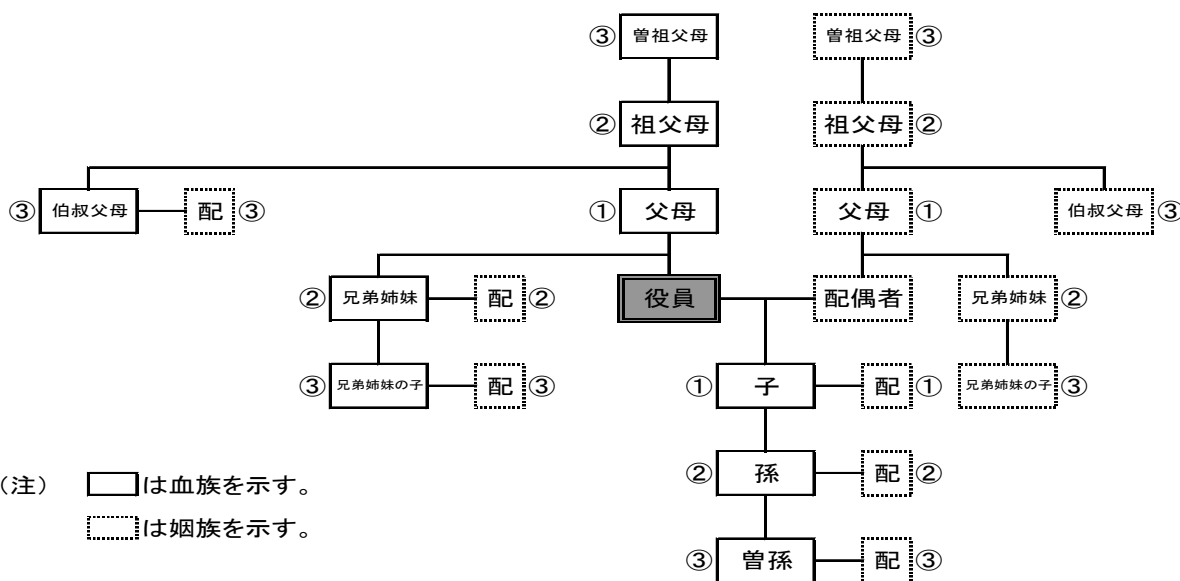 ③ 曽祖父母 曽祖父母 ③
② 祖父母 祖父母 ②
③ 伯叔父母 配 ③ ① 父母 父母 ① 伯叔父母 ③
② 兄弟姉妹 配 ② 役員 配偶者 兄弟姉妹 ②
③ 兄弟姉妹の子 配 ③ ① 子 配 ① 兄弟姉妹の子 ③
② 孫 配 ②
（注） は血族を示す。
は姻族を示す。
③ 曽孫 配 ③